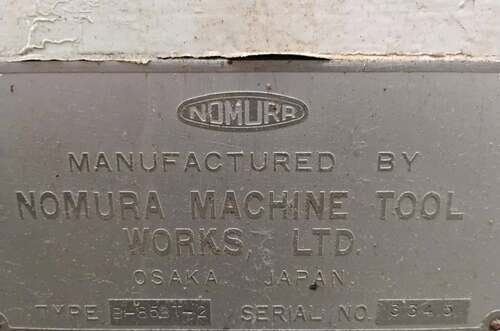 NOMURA
MANUFACTURED BY
NOMURA MACHINE TOOL
WORKS, LTD.
OSAKA. JAPAN.
TYPE SERIAL NO.